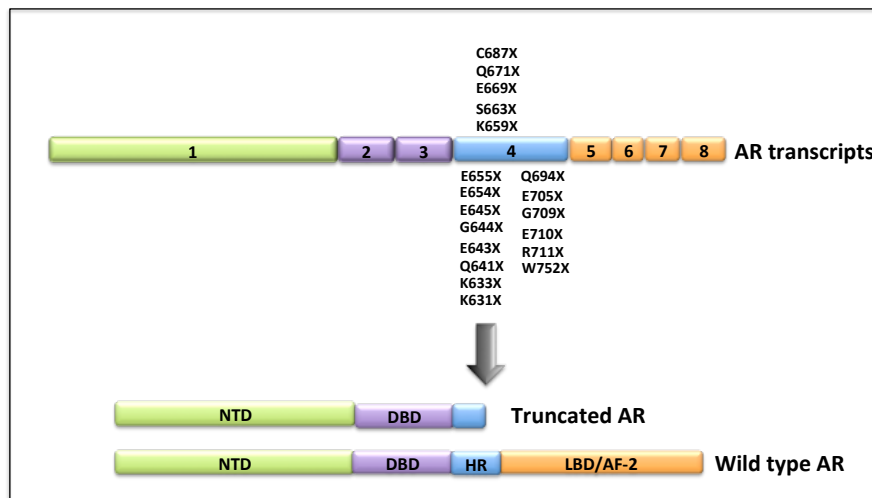 C687X
Q671X
E669X
S663X
K659X
1 2 3 4 5 6 7 8 AR transcripts
E655X Q694X
E654X E705X
E645X G709X
G644X E710X
E643X R711X
Q641X W752X
K633X
K631X
NTD DBD Truncated AR
NTD DBD HR LBD/AF-2 Wild type AR